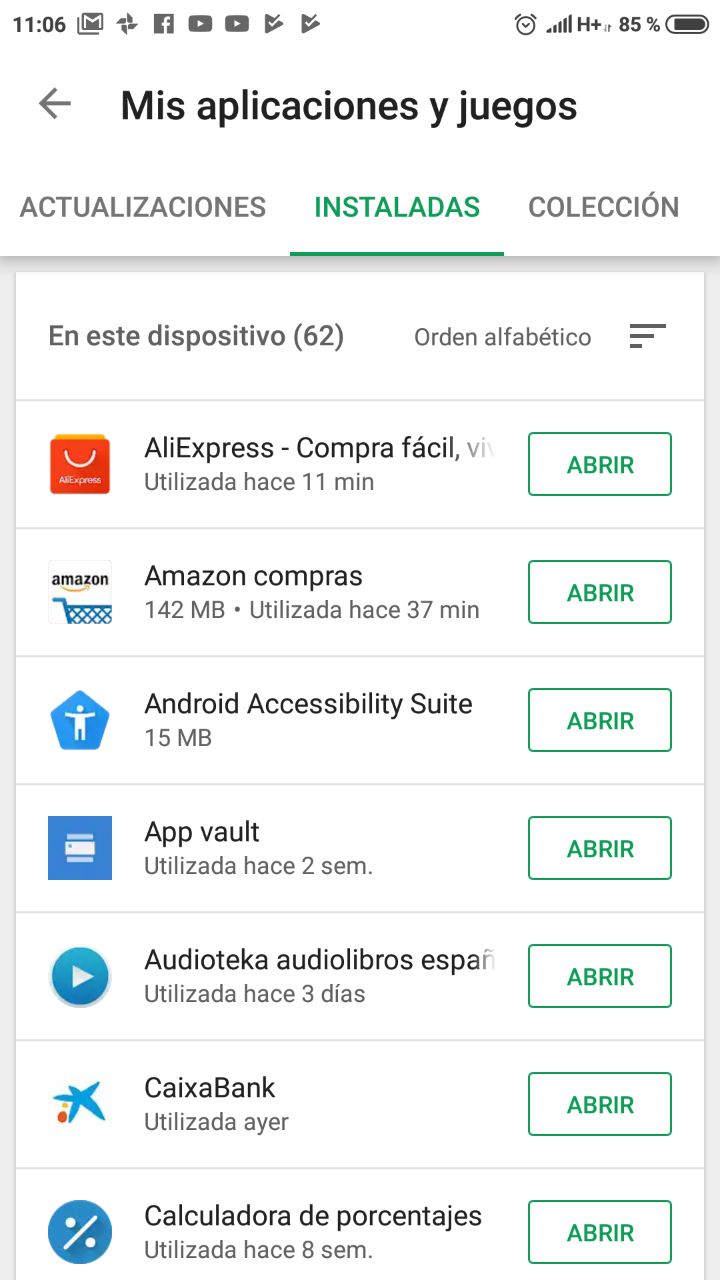 11:06 H+ 85 %
Mis aplicaciones y juegos
ACTUALIZACIONES INSTALADAS COLECCIÓN
En este dispositivo (62) Orden alfabético
AliExpress - Compra fácil, viv
AliExpress
Utilizada hace 11 min
ABRIR
amazon
Amazon compras
142 MB • Utilizada hace 37 min
ABRIR
Android Accessibility Suite
15 MB
ABRIR
App vault
Utilizada hace 2 sem.
ABRIR
Audioteka audiolibros españ
Utilizada hace 3 días
ABRIR
CaixaBank
Utilizada ayer
ABRIR
Calculadora de porcentajes
Utilizada hace 8 sem.
ABRIR